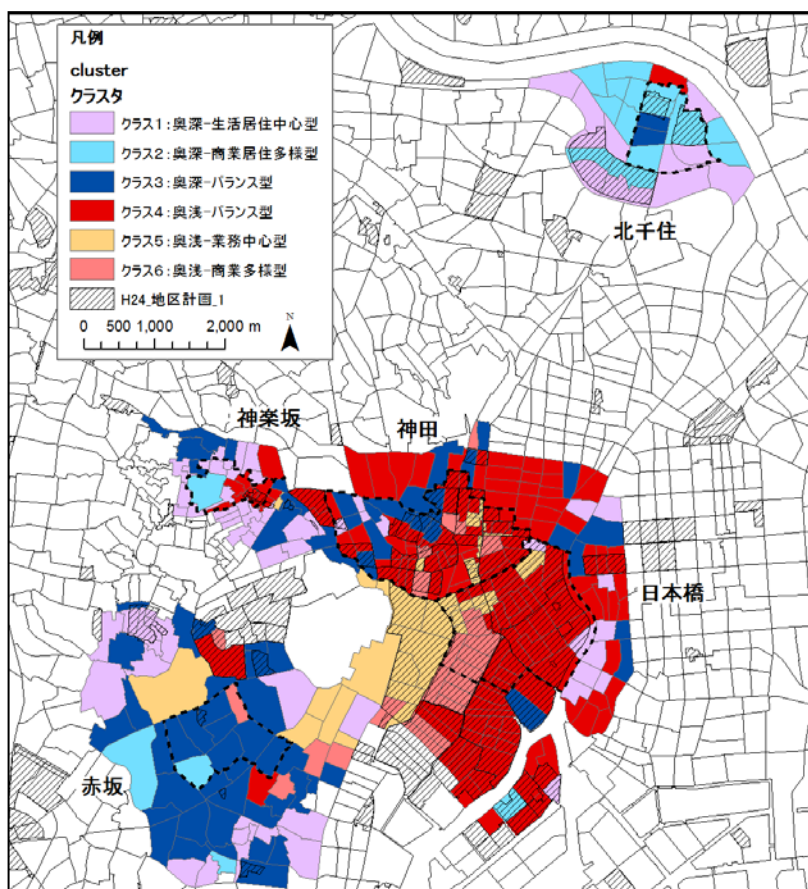 凡例
cluster
クラスタ
クラス1:奥深-生活居住中心型
クラス2:奥深-商業居住多様型
クラス3:奥深-バランス型
クラス4:奥浅-バランス型
クラス5:奥浅-業務中心型
クラス6:奥浅-商業多様型
H24_地区計画_1
0 500 1,000 2,000 m
N
北千住
神楽坂
神田
日本橋
赤坂